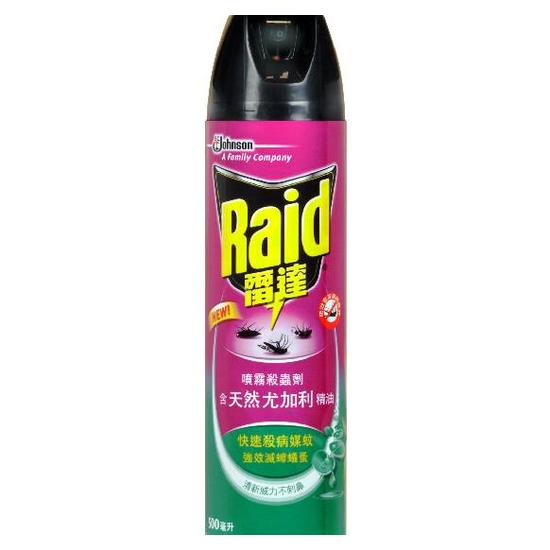 Johnson
A Family Company
Raid
雷達
NEW!
噴霧殺蟲劑
含天然尤加利精油
快速殺病媒蚊
強效滅蟑蟻蚤
清新威力不刺鼻
500毫升